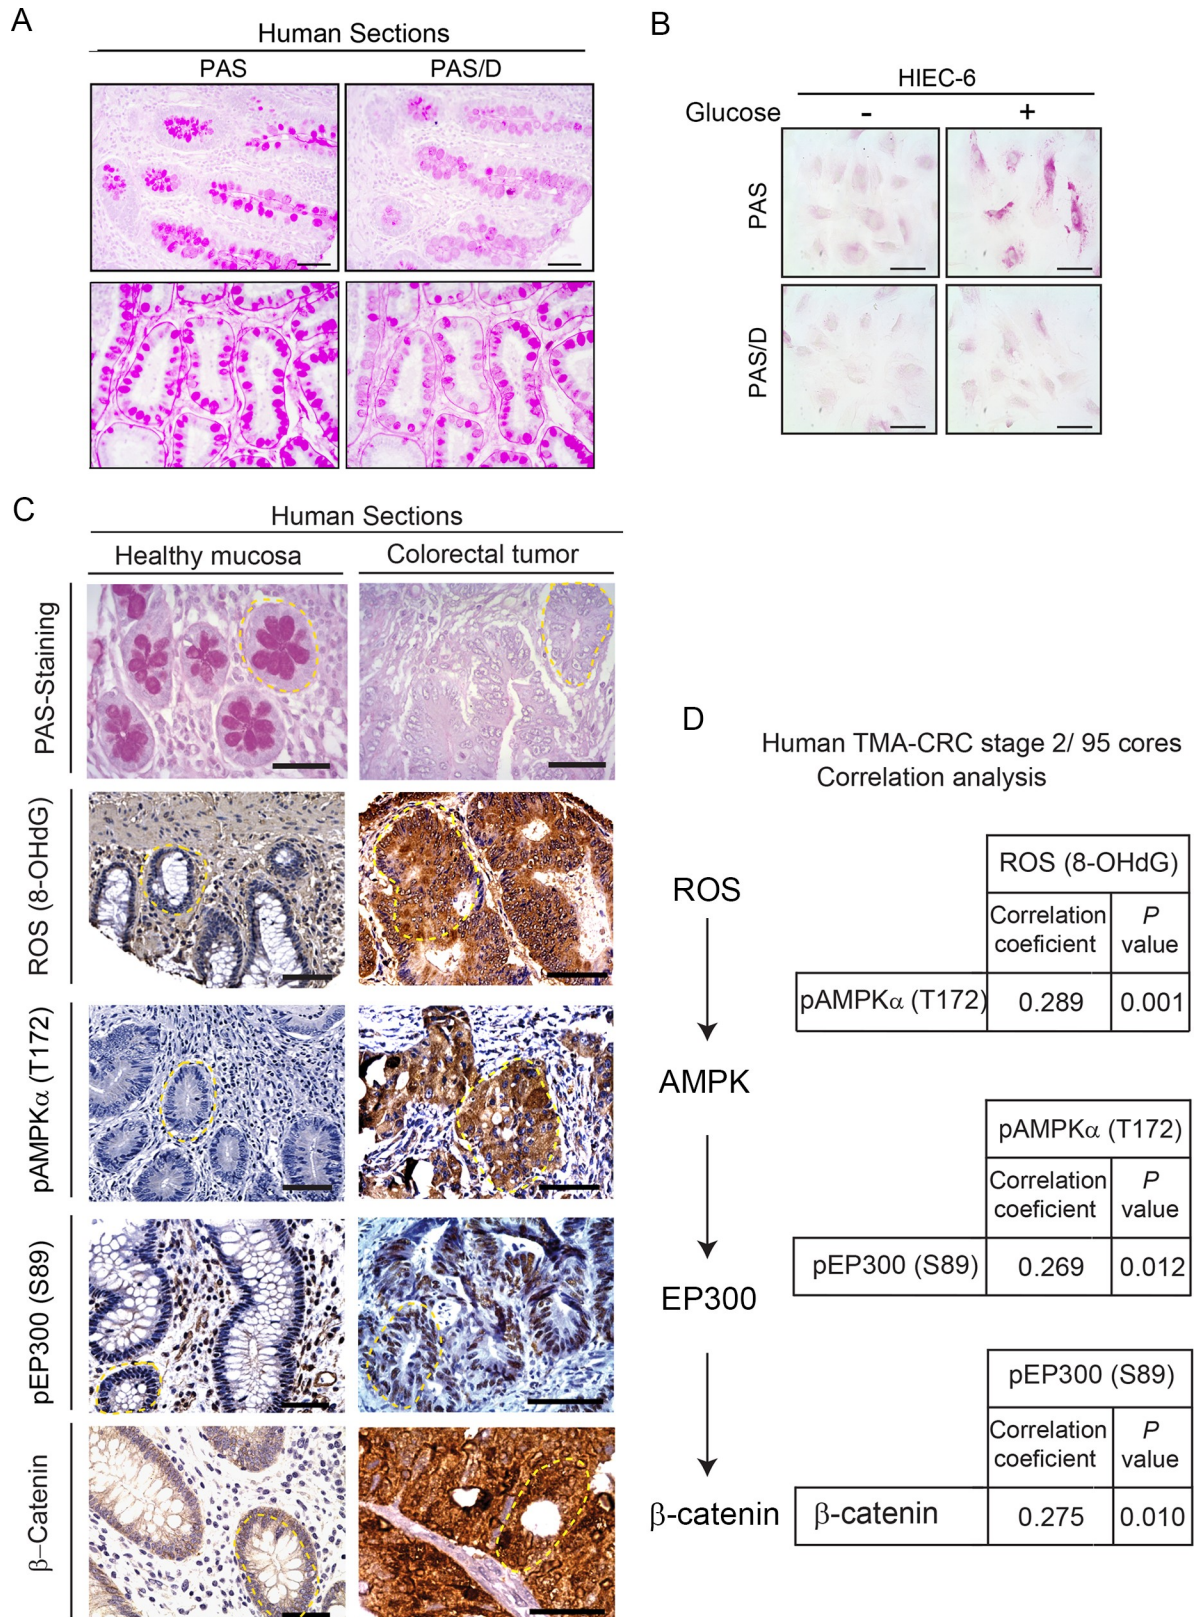 A
Human Sections
PAS
PAS/D
B
HIEC-6
Glucose
-
+
PAS
PAS/D
C
Human Sections
Healthy mucosa
Colorectal tumor
PAS-Staining
ROS (8-OHdG)
pAMPKα (T172)
pEP300 (S89)
β-Catenin
D
Human TMA-CRC stage 2/ 95 cores
Correlation analysis
ROS
AMPK
EP300
β-catenin
ROS (8-OHdG)
Correlation coeficient
P value
pAMPKα (T172)
0.289
0.001
pAMPKα (T172)
Correlation coeficient
P value
pEP300 (S89)
0.269
0.012
pEP300 (S89)
Correlation coeficient
P value
β-catenin
0.275
0.010